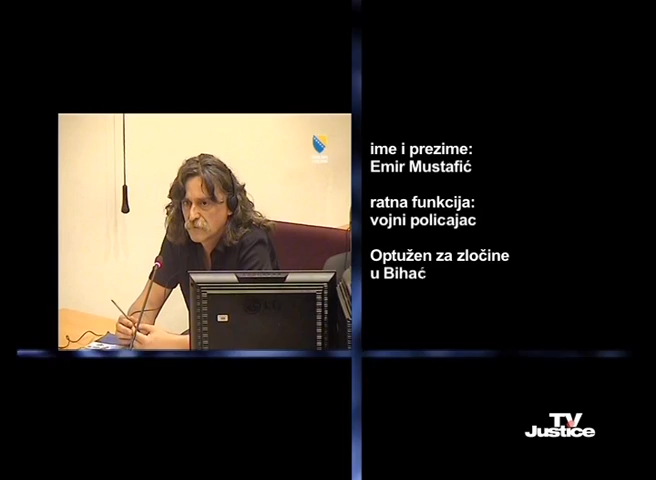 ime i prezime:
Emir Mustafić
ratna funkcija:
vojni policajac
Optužen za zločine
u Bihać
TV
Justice